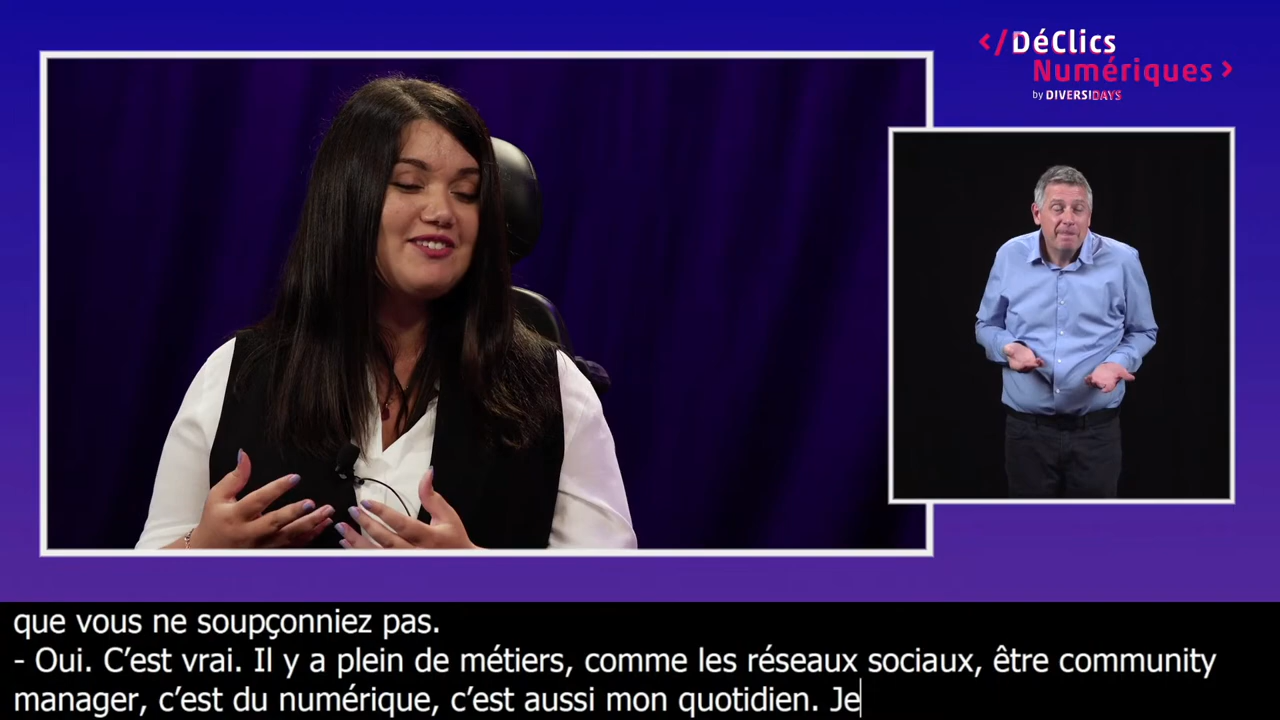 </DéClics
Numériques >
by DIVERSIDAYS
que vous ne soupçonniez pas.
- Oui. C’est vrai. Il y a plein de métiers, comme les réseaux sociaux, être community
manager, c’est du numérique, c’est aussi mon quotidien. Je